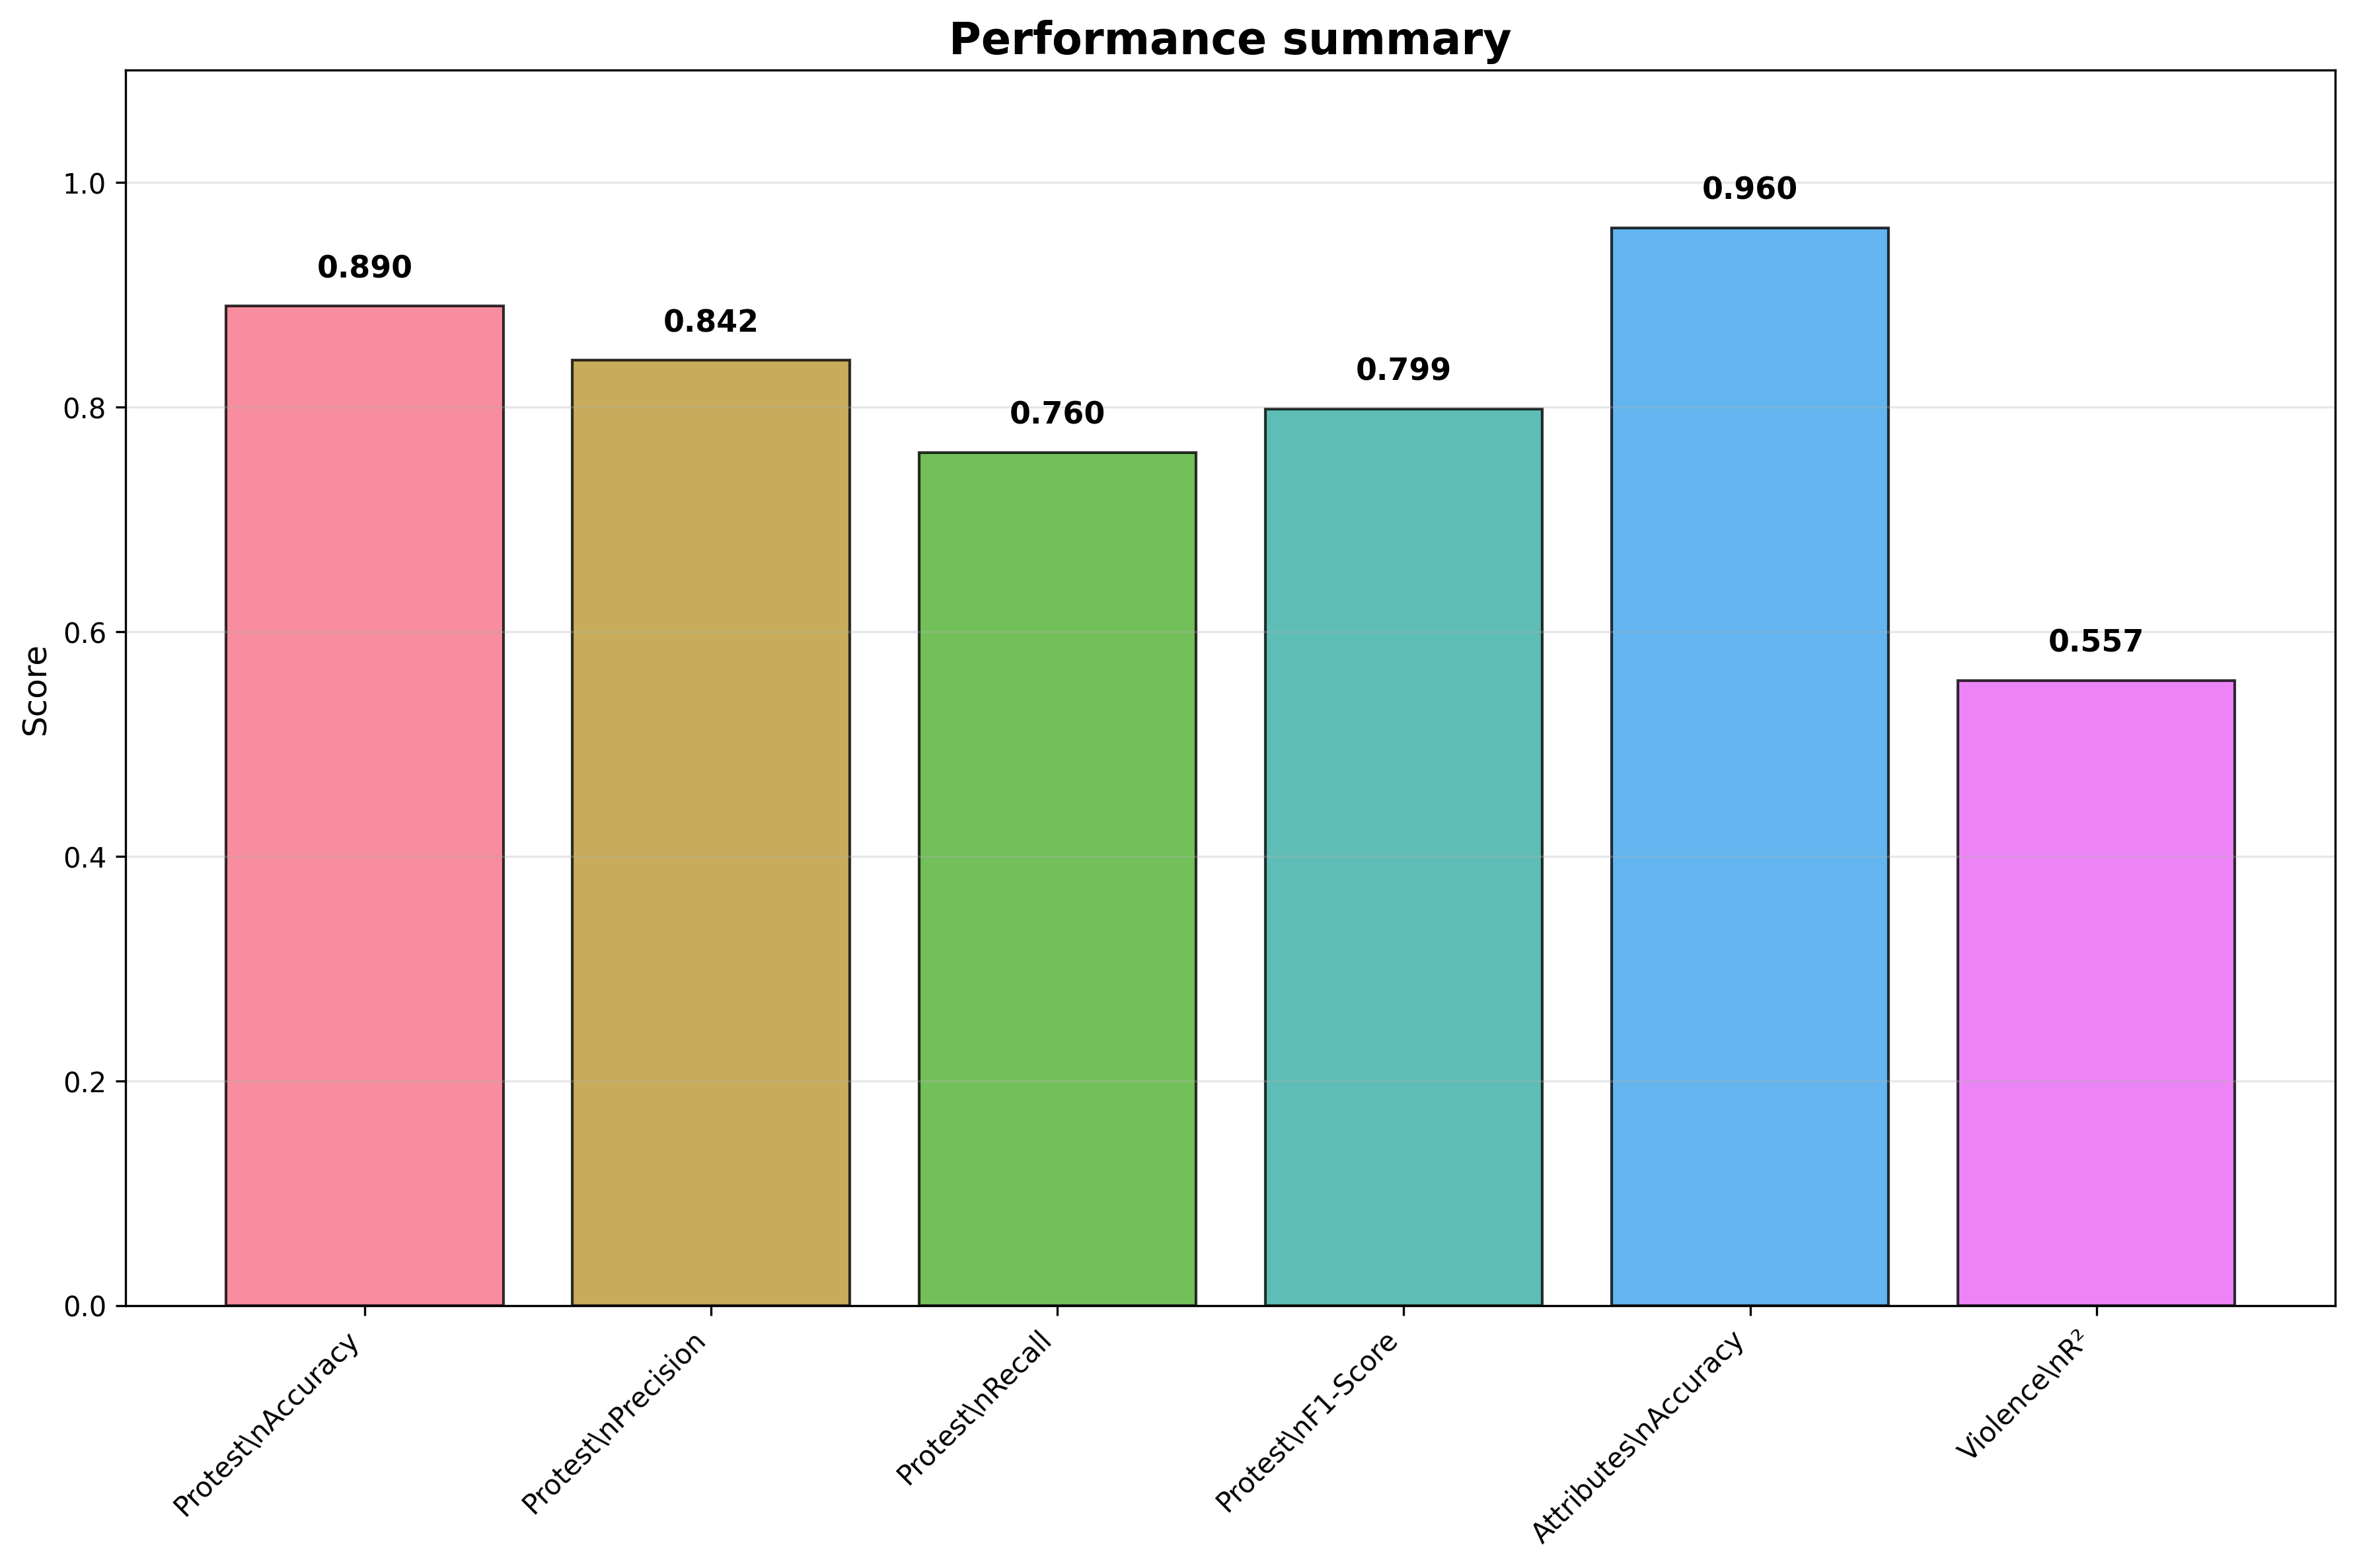 Performance summary
Score
1.0
0.8
0.6
0.4
0.2
0.0
0.890
0.842
0.760
0.799
0.960
0.557
Protest\nAccuracy
Protest\nPrecision
Protest\nRecall
Protest\nF1-Score
Attributes\nAccuracy
Violence\nR²